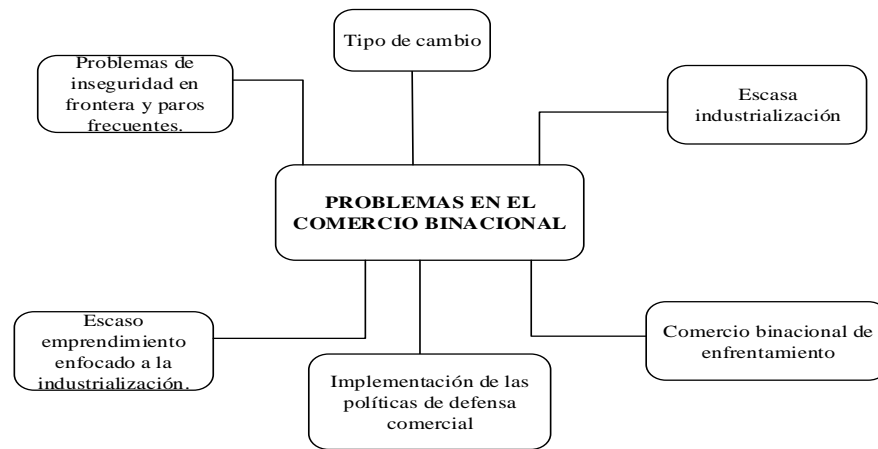 Tipo de cambio
Problemas de
inseguridad en
frontera y paros
frecuentes.
Escasa
industrialización
PROBLEMAS EN EL
COMERCIO BINACIONAL
Escaso
emprendimiento
enfocado a la
industrialización.
Implementación de las
políticas de defensa
comercial
Comercio binacional de
enfrentamiento